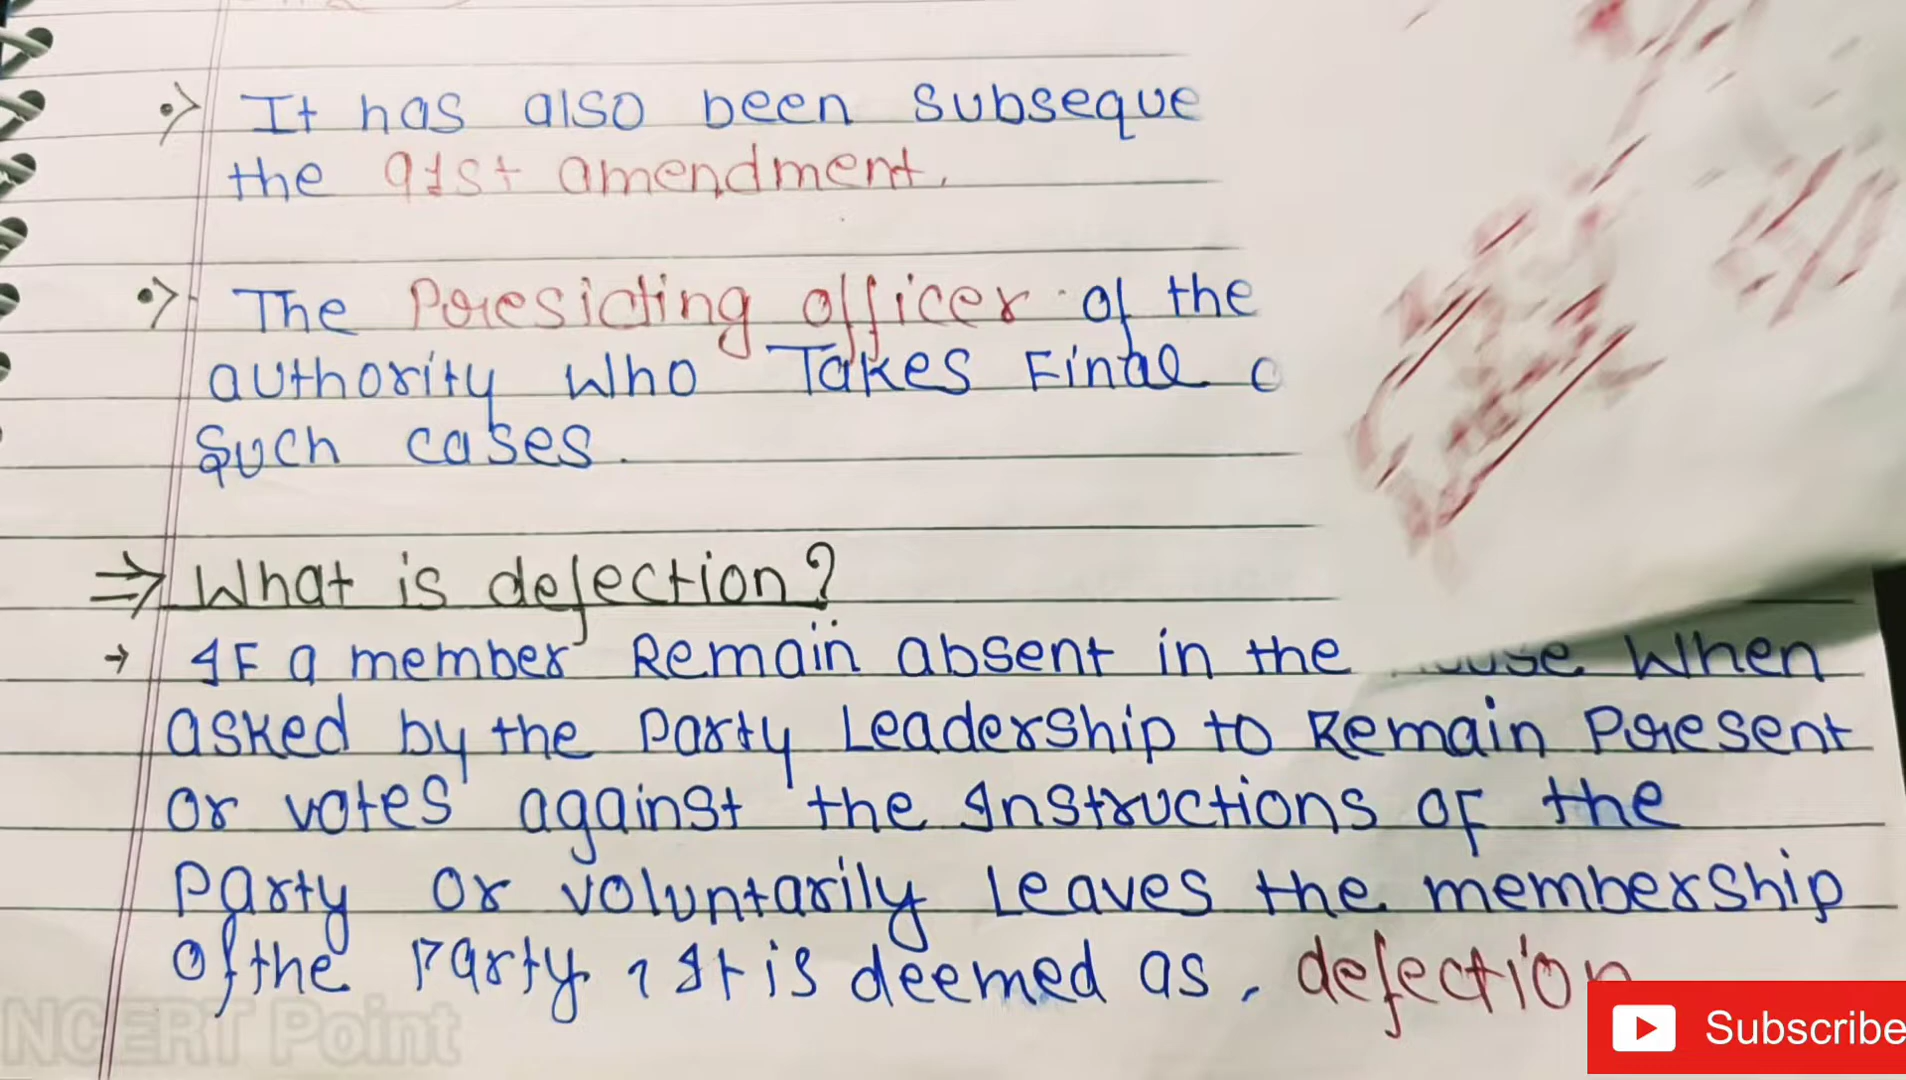 It has also been subseque
the 91st amendment.
The Presiding officer of the
authority who Takes Final
Such cases.
What is defection?
IF a member Remain absent in the When
asked by the Party Leadership to Remain Present
or votes against the Instructions of the
Party or voluntarily Leaves the membership
of the Party, It is deemed as, defection
NCERT Point
Subscribe